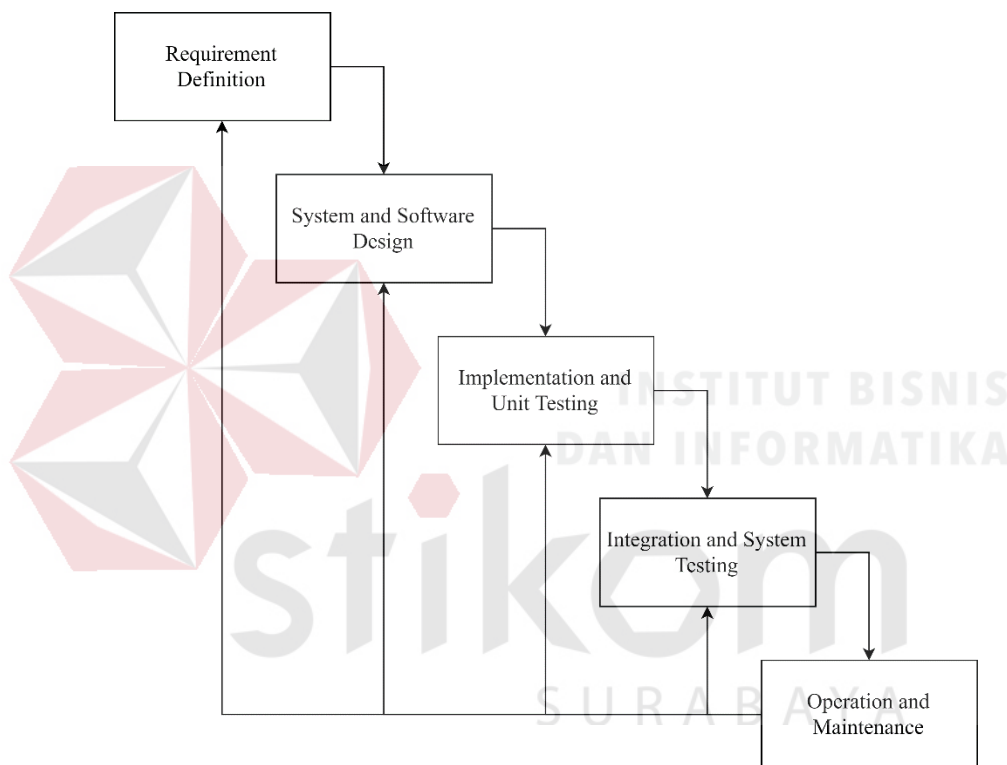 Requirement
Definition
System and Software
Design
Implementation and
Unit Testing
INSTITUT BISNIS
DAN INFORMATIKA
stikom
Integration and System
Testing
SURABAYA
Operation and
Maintenance